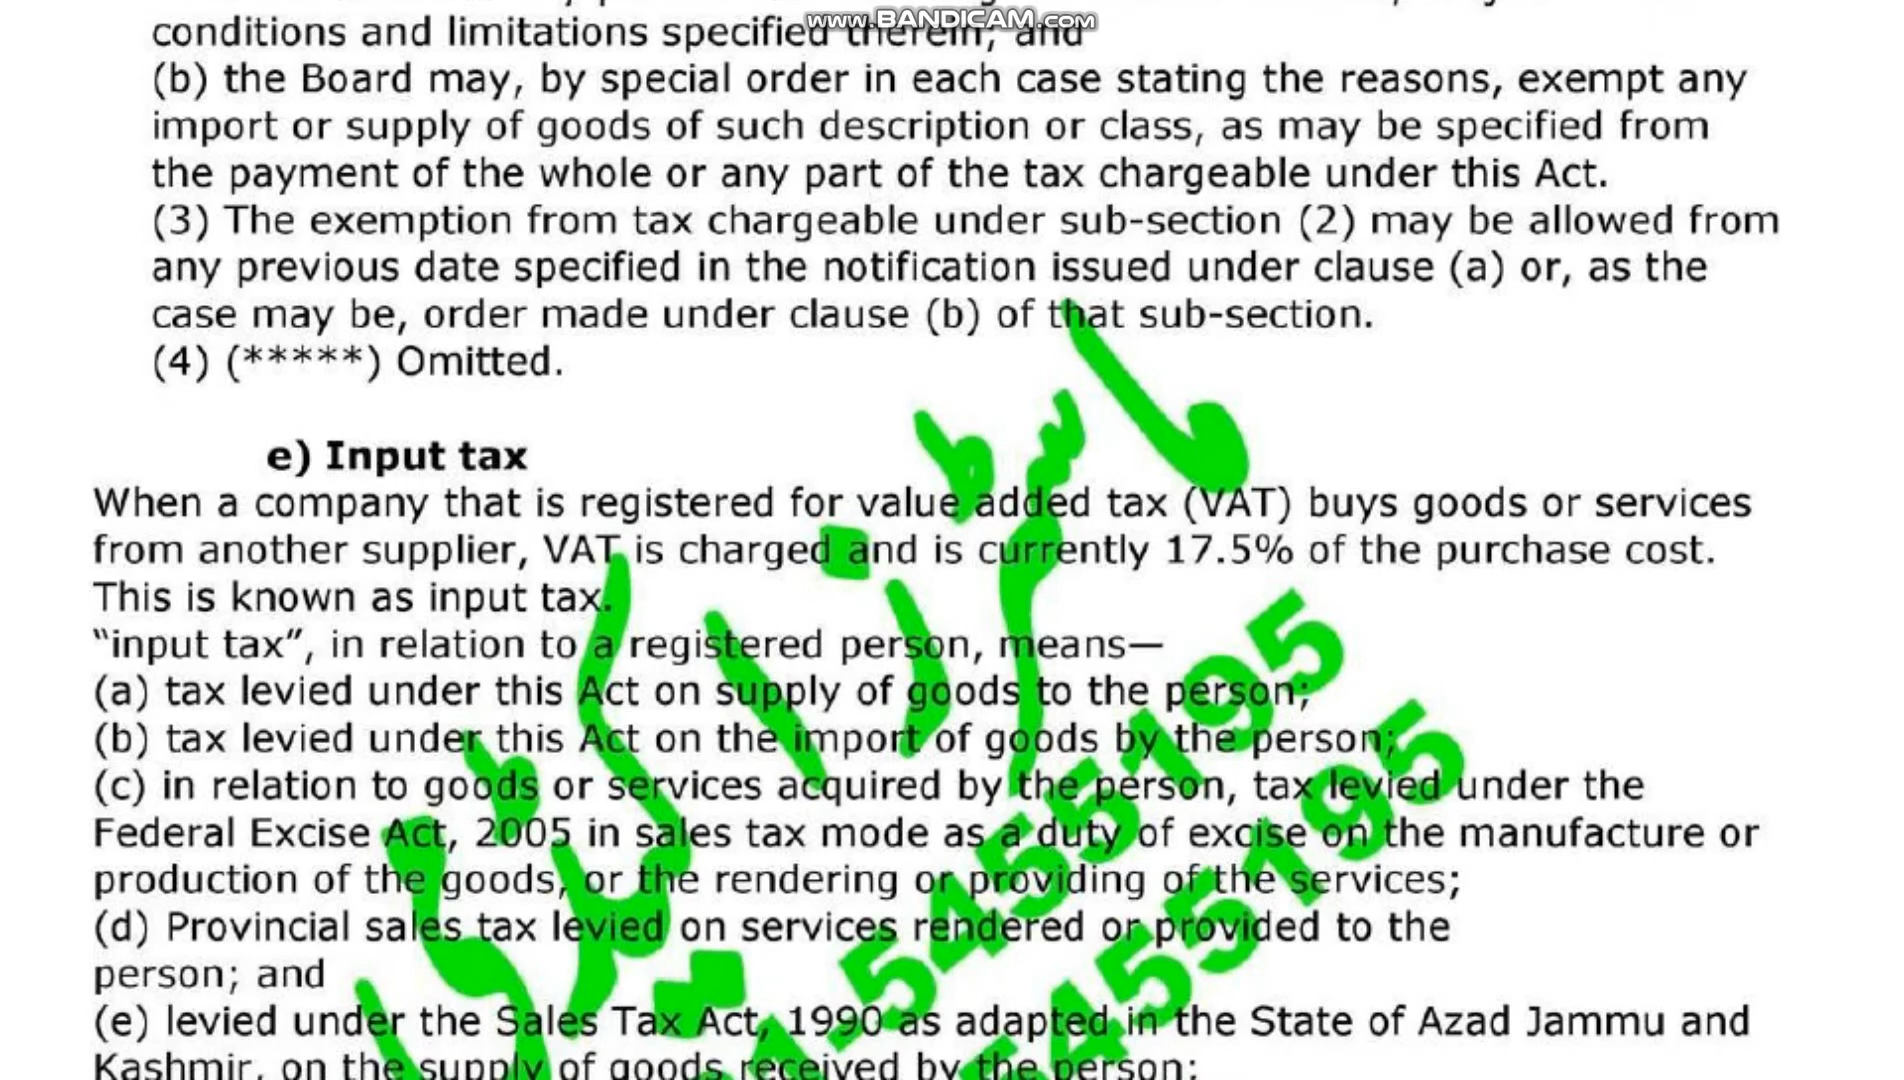 www.BANDICAM.com
conditions and limitations specified therein; and
(b) the Board may, by special order in each case stating the reasons, exempt any
import or supply of goods of such description or class, as may be specified from
the payment of the whole or any part of the tax chargeable under this Act.
(3) The exemption from tax chargeable under sub-section (2) may be allowed from
any previous date specified in the notification issued under clause (a) or, as the
case may be, order made under clause (b) of that sub-section.
(4) (*****) Omitted.
e) Input tax
When a company that is registered for value added tax (VAT) buys goods or services
from another supplier, VAT is charged and is currently 17.5% of the purchase cost.
This is known as input tax.
“input tax”, in relation to a registered person, means—
(a) tax levied under this Act on supply of goods to the person;
(b) tax levied under this Act on the import of goods by the person;
(c) in relation to goods or services acquired by the person, tax levied under the
Federal Excise Act, 2005 in sales tax mode as a duty of excise on the manufacture or
production of the goods, or the rendering or providing of the services;
(d) Provincial sales tax levied on services rendered or provided to the
person; and
(e) levied under the Sales Tax Act, 1990 as adapted in the State of Azad Jammu and
Kashmir, on the supply of goods received by the person;
-5455195
5455195